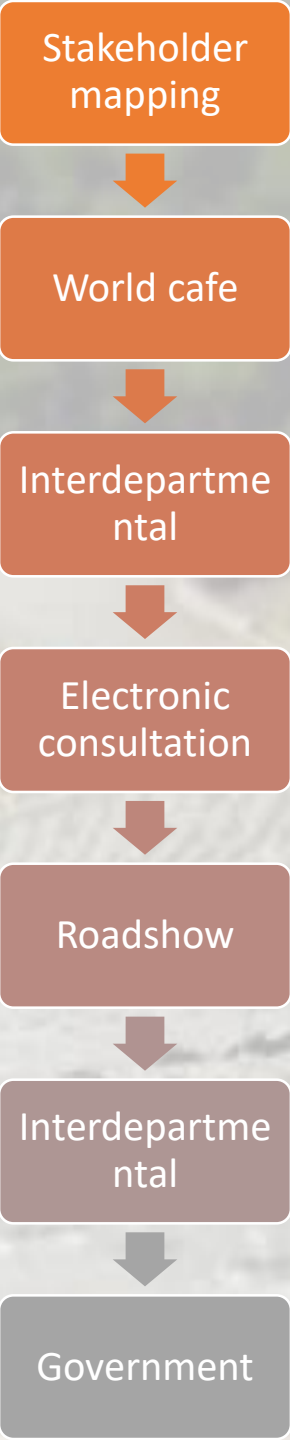 Stakeholder
mapping
World cafe
Interdepartme
ntal
Electronic
consultation
Roadshow
Interdepartme
ntal
Government